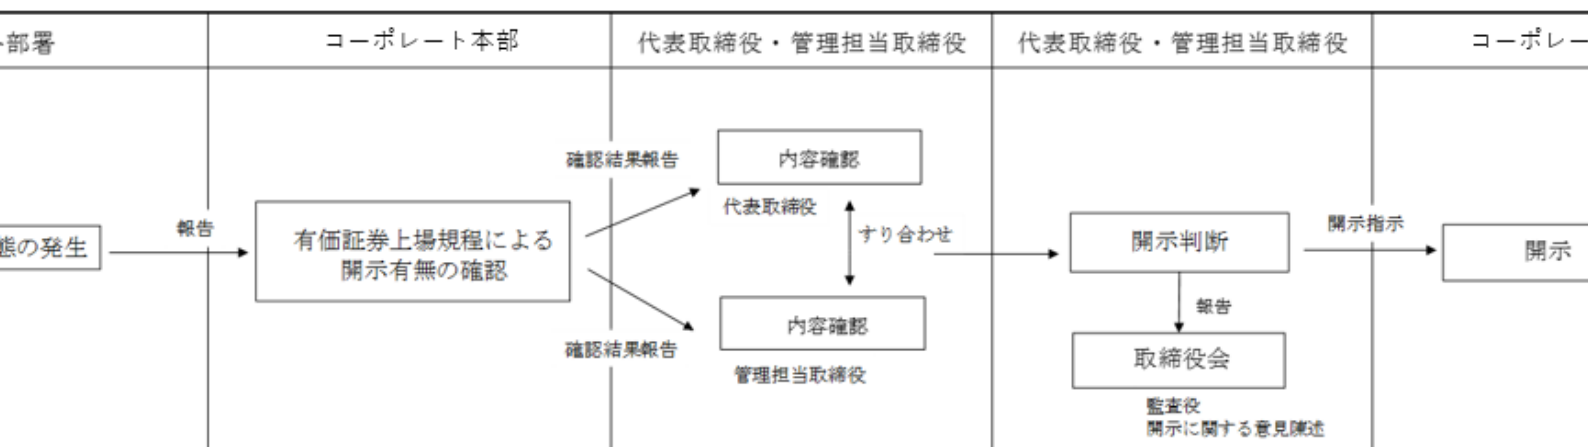 部署
コーポレート本部
代表取締役・管理担当取締役
代表取締役・管理担当取締役
コーポレー
態の発生
報告
有価証券上場規程による
開示有無の確認
確認結果報告
確認結果報告
内容確認
代表取締役
すり合わせ
内容確認
管理担当取締役
開示判断
報告
取締役会
監査役
開示に関する意見陳述
開示指示
開示